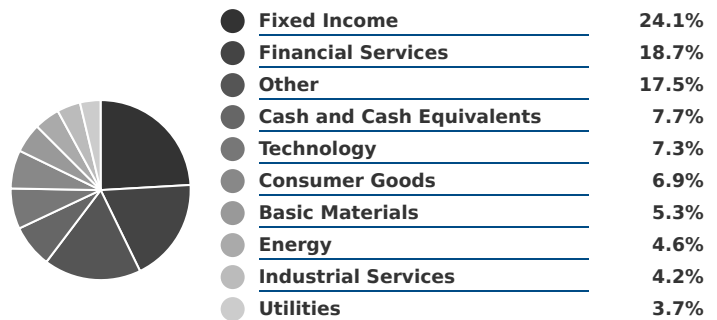 Fixed Income 24.1%
Financial Services 18.7%
Other 17.5%
Cash and Cash Equivalents 7.7%
Technology 7.3%
Consumer Goods 6.9%
Basic Materials 5.3%
Energy 4.6%
Industrial Services 4.2%
Utilities 3.7%